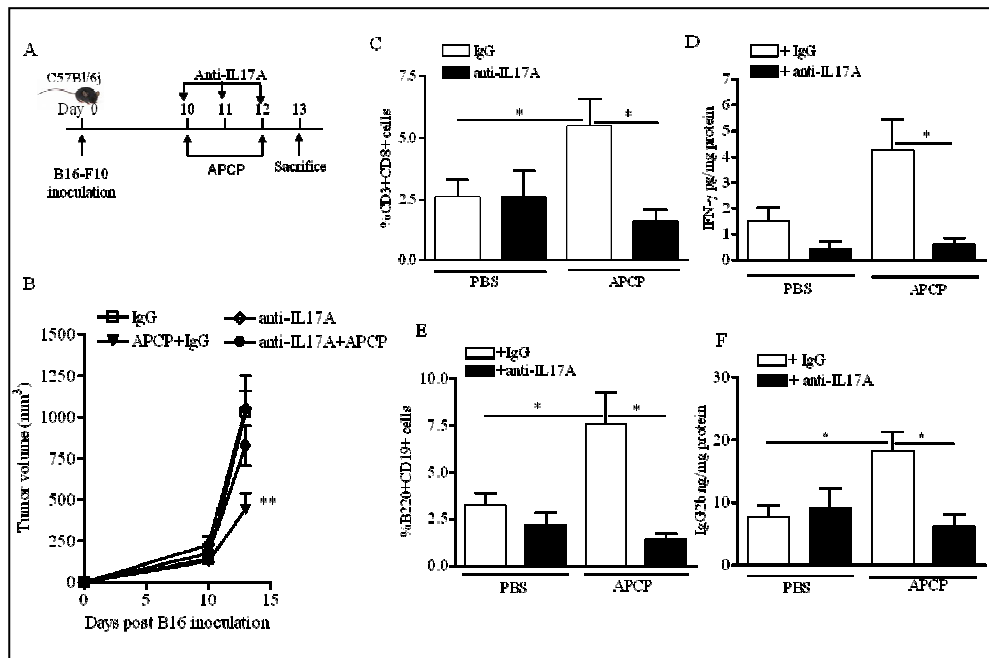 A
C57Bl/6j
Anti-IL17A
Day 0
10 11 12 13
APCP
Sacrifice
B16-F10
inoculation
B
IgG
anti-IL17A
APCP+IgG
anti-IL17A+APCP
1500
1250
1000
750
500
250
0
**
0 5 10 15
Tumor volume (mm3)
Days post B16 inoculation
C
IgG
anti-IL17A
7.5
5.0
2.5
0.0
* *
%CD3+CD8+cells
PBS APCP
D
+ IgG
+ anti-IL17A
7
6
5
4
3
2
1
0
*
IFN-γ pg/mg protein
PBS APCP
E
+IgG
+anti-IL17A
10.0
7.5
5.0
2.5
0.0
* *
%B220+CD19+ cells
PBS APCP
F
+ IgG
+ anti-IL17A
30
20
10
0
* *
IgG2b ng/mg protein
PBS APCP